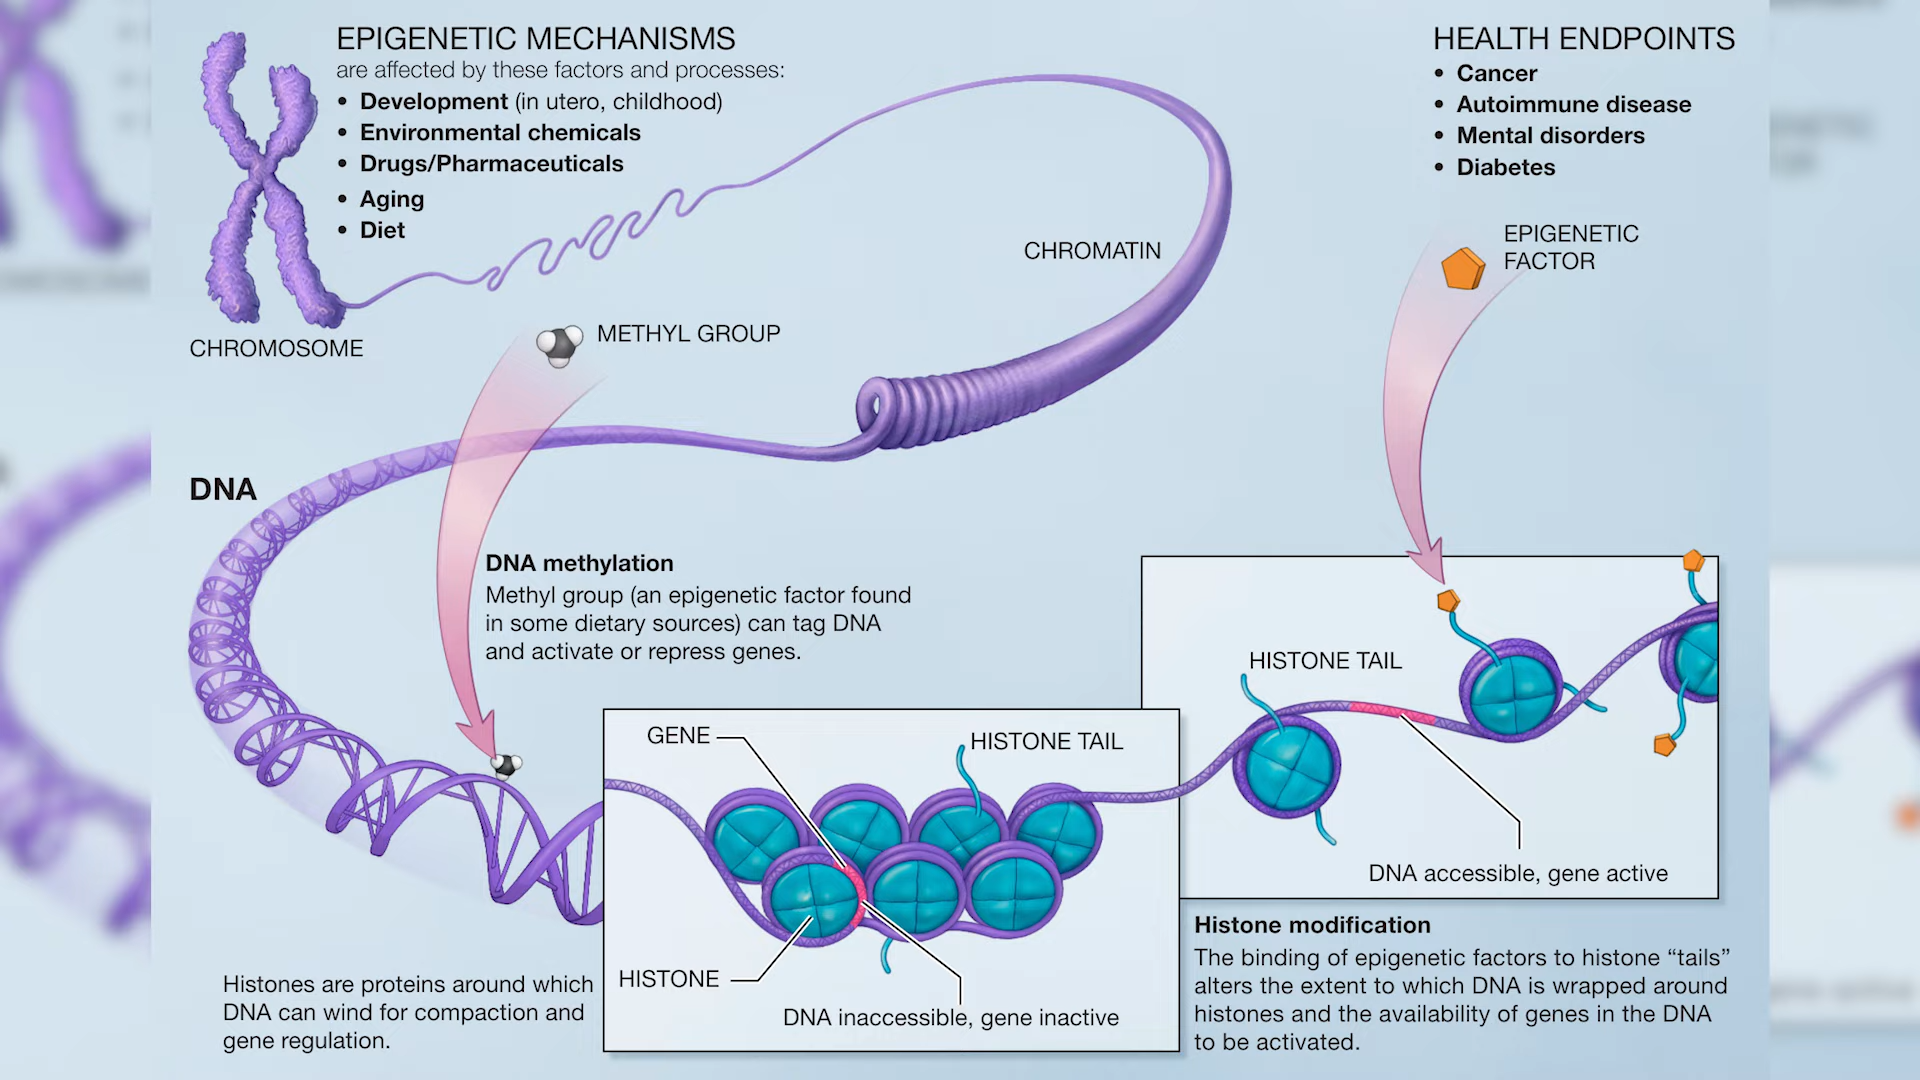 EPIGENETIC MECHANISMS
are affected by these factors and processes:
• Development (in utero, childhood)
• Environmental chemicals
• Drugs/Pharmaceuticals
• Aging
• Diet
HEALTH ENDPOINTS
• Cancer
• Autoimmune disease
• Mental disorders
• Diabetes
EPIGENETIC
FACTOR
CHROMATIN
METHYL GROUP
CHROMOSOME
DNA
DNA methylation
Methyl group (an epigenetic factor found
in some dietary sources) can tag DNA
and activate or repress genes.
HISTONE TAIL
GENE
HISTONE TAIL
DNA accessible, gene active
HISTONE
DNA inaccessible, gene inactive
Histones are proteins around which
DNA can wind for compaction and
gene regulation.
Histone modification
The binding of epigenetic factors to histone “tails”
alters the extent to which DNA is wrapped around
histones and the availability of genes in the DNA
to be activated.